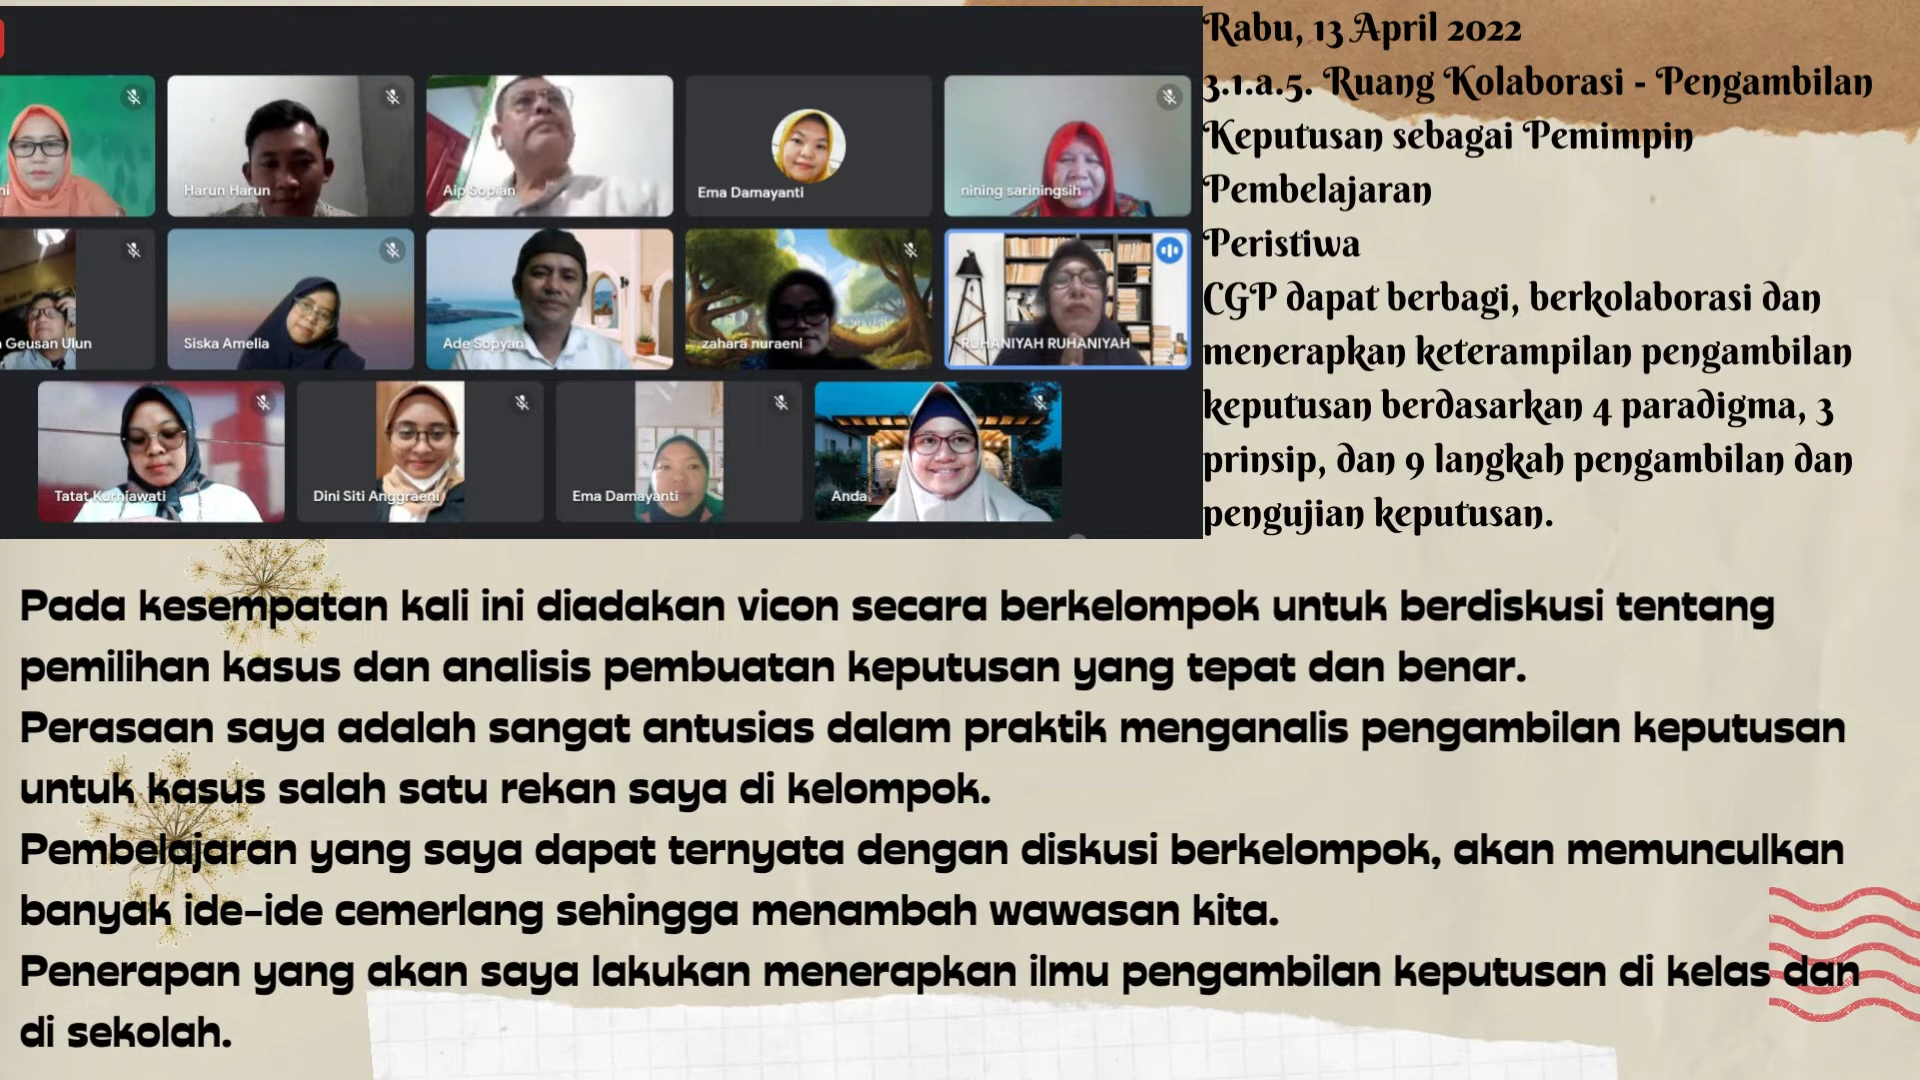 ni
Harun Harun
Aip Sopian
Ema Damayanti
nining sariningsih
Geusan Ulun
Siska Amelia
Ade Sopyan
zahara nuraeni
RUHANIYAH RUHANIYAH
Tatat Kurniawati
Dini Siti Anggraeni
Ema Damayanti
Anda
Rabu, 13 April 2022
3.1.a.5. Ruang Kolaborasi - Pengambilan
Keputusan sebagai Pemimpin
Pembelajaran
Peristiwa
CGP dapat berbagi, berkolaborasi dan
menerapkan keterampilan pengambilan
keputusan berdasarkan 4 paradigma, 3
prinsip, dan 9 langkah pengambilan dan
pengujian keputusan.
Pada kesempatan kali ini diadakan vicon secara berkelompok untuk berdiskusi tentang
pemilihan kasus dan analisis pembuatan keputusan yang tepat dan benar.
Perasaan saya adalah sangat antusias dalam praktik menganalis pengambilan keputusan
untuk kasus salah satu rekan saya di kelompok.
Pembelajaran yang saya dapat ternyata dengan diskusi berkelompok, akan memunculkan
banyak ide-ide cemerlang sehingga menambah wawasan kita.
Penerapan yang akan saya lakukan menerapkan ilmu pengambilan keputusan di kelas dan
di sekolah.